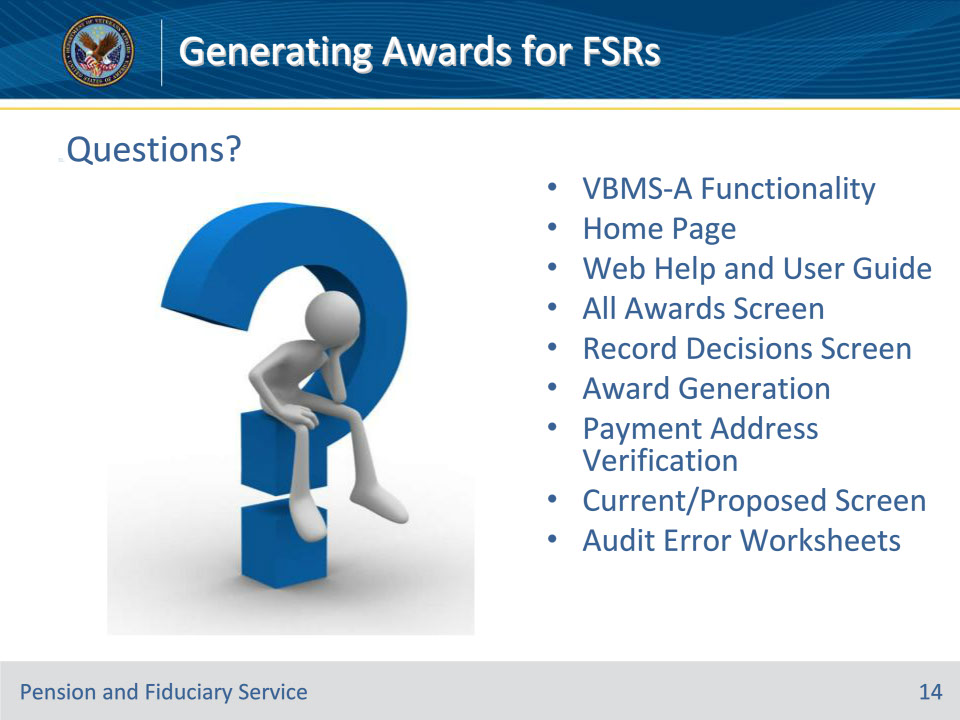 Generating Awards for FSRs
Questions?
• VBMS-A Functionality
• Home Page
• Web Help and User Guide
• All Awards Screen
• Record Decisions Screen
• Award Generation
• Payment Address
Verification
• Current/Proposed Screen
• Audit Error Worksheets
Pension and Fiduciary Service
14